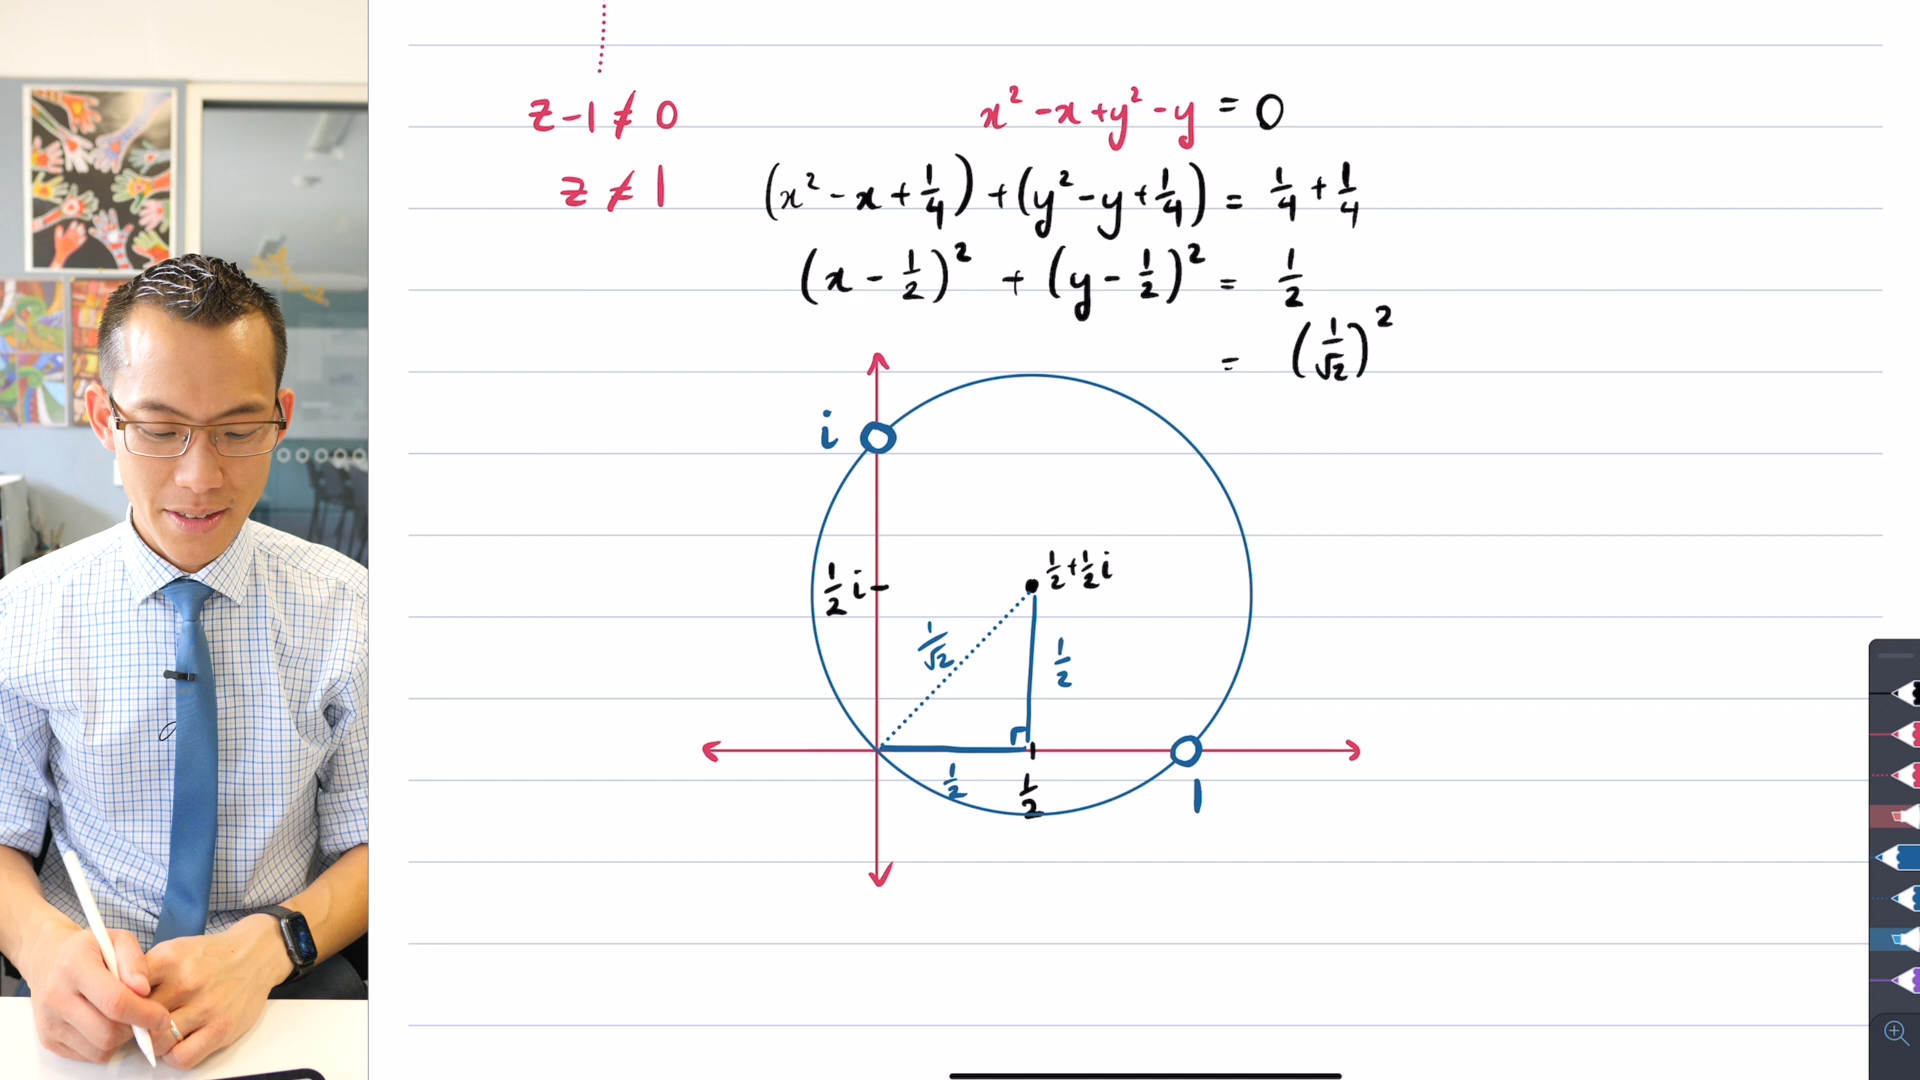 z-1≠0
x²-x+y²-y = 0
z≠1
(x²-x+1/4)+(y²-y+1/4) = 1/4+1/4
(x-1/2)² + (y-1/2)² = 1/2
= (1/√2)²
i
1/2+1/2i
1/2i
1/√2
1/2
1/2
1/2
1